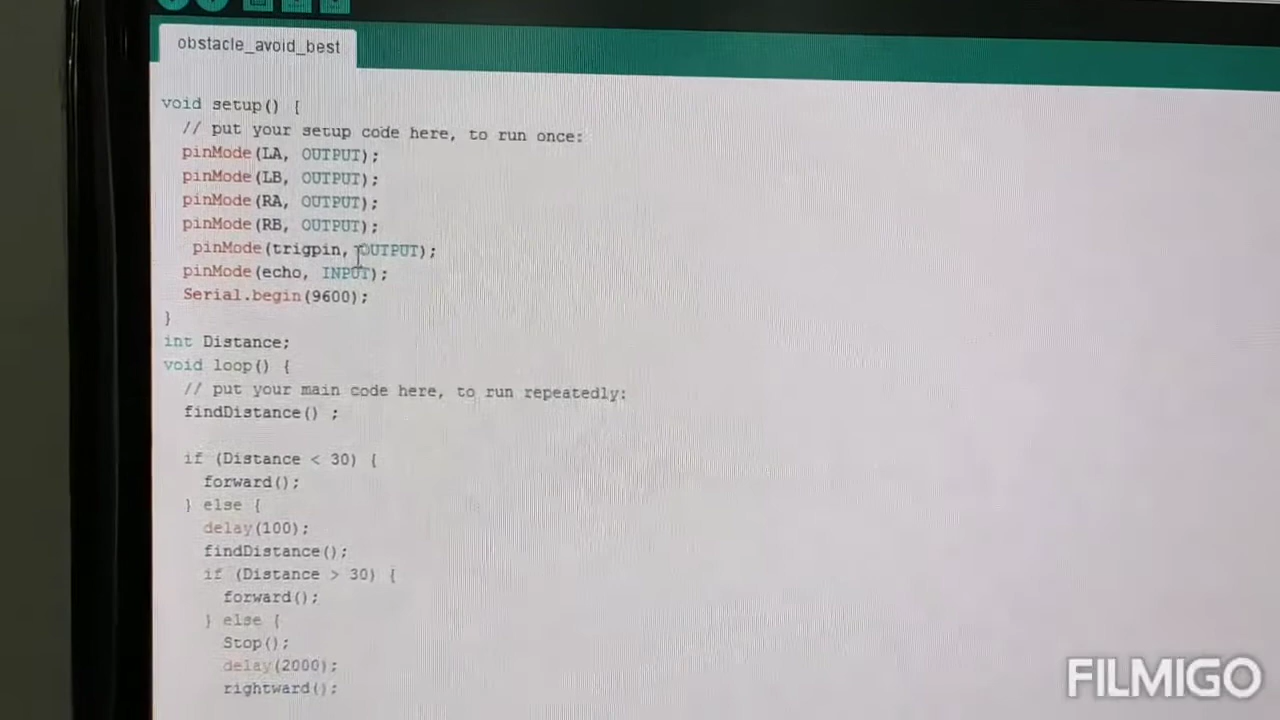 obstacle_avoid_best
void setup() {
// put your setup code here, to run once:
pinMode(LA, OUTPUT);
pinMode(LB, OUTPUT);
pinMode(RA, OUTPUT);
pinMode(RB, OUTPUT);
pinMode(trigpin, OUTPUT);
pinMode(echo, INPUT);
Serial.begin(9600);
}
int Distance;
void loop() {
// put your main code here, to run repeatedly:
findDistance() ;
if (Distance < 30) {
forward();
} else {
delay(100);
findDistance();
if (Distance > 30) {
forward();
} else {
Stop();
delay(2000);
rightward();
FILMIGO